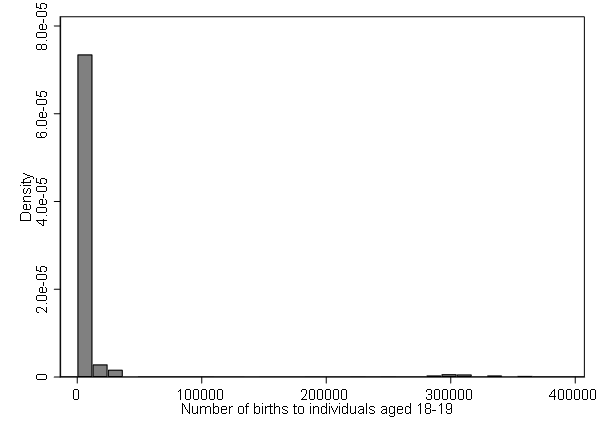 8.0e-05
6.0e-05
4.0e-05
2.0e-05
0
Density
0 100000 200000 300000 400000
Number of births to individuals aged 18-19